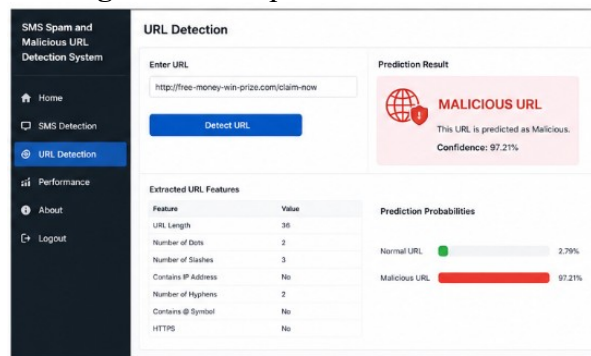 SMS Spam and
Malicious URL
Detection System
Home
SMS Detection
URL Detection
Performance
About
Logout
URL Detection
Enter URL
http://free-money-win-prize.com/claim-now
Detect URL
Prediction Result
MALICIOUS URL
This URL is predicted as Malicious.
Confidence: 97.21%
Extracted URL Features
Feature Value
URL Length 36
Number of Dots 2
Number of Slashes 3
Contains IP Address No
Number of Hyphens 2
Contains @ Symbol No
HTTPS No
Prediction Probabilities
Normal URL 2.79%
Malicious URL 97.21%